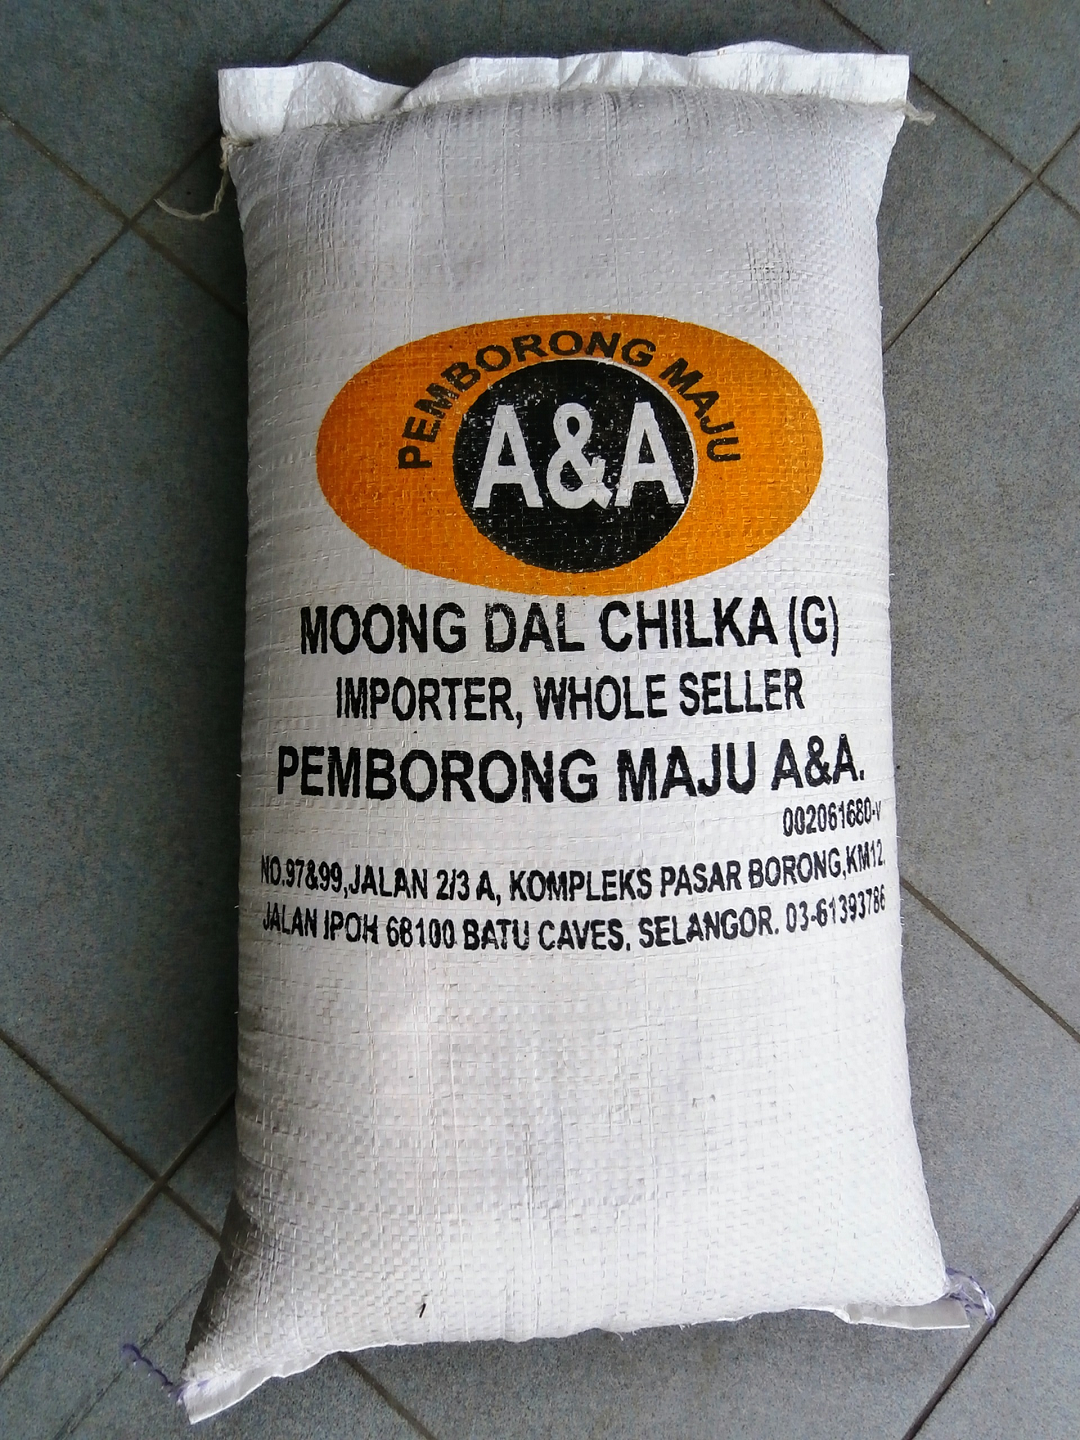 PEMBORONG MAJU
A&A
MOONG DAL CHILKA (G)
IMPORTER, WHOLE SELLER
PEMBORONG MAJU A&A.
002061680-V
NO.97&99,JALAN 2/3 A, KOMPLEKS PASAR BORONG,KM12,
JALAN IPOH 68100 BATU CAVES, SELANGOR. 03-61393786